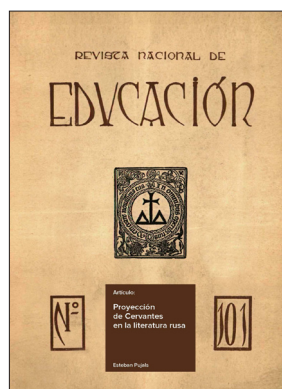 REVISTA NACIONAL DE
EDVCACIÓN
Artículo:
Proyección
de Cervantes
en la literatura rusa
Nº
101
Esteban Pujals